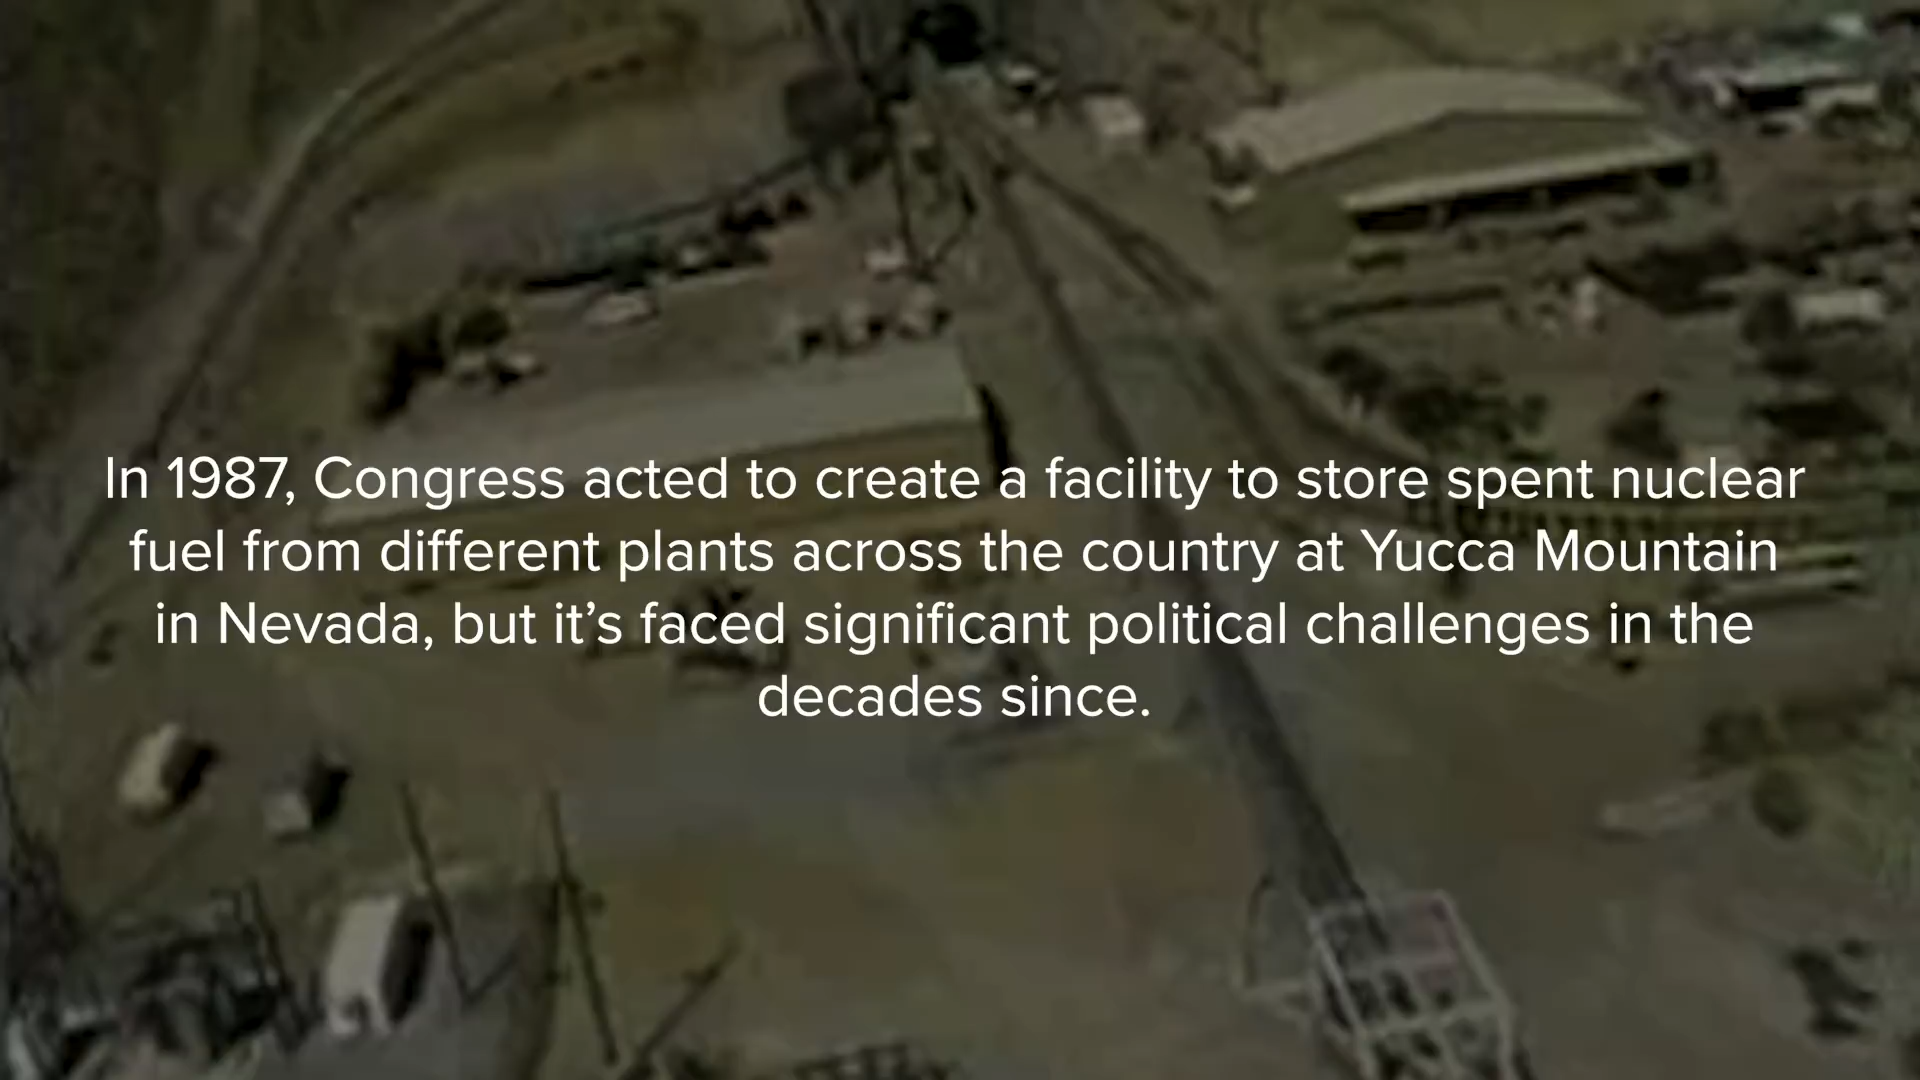 In 1987, Congress acted to create a facility to store spent nuclear
fuel from different plants across the country at Yucca Mountain
in Nevada, but it’s faced significant political challenges in the
decades since.